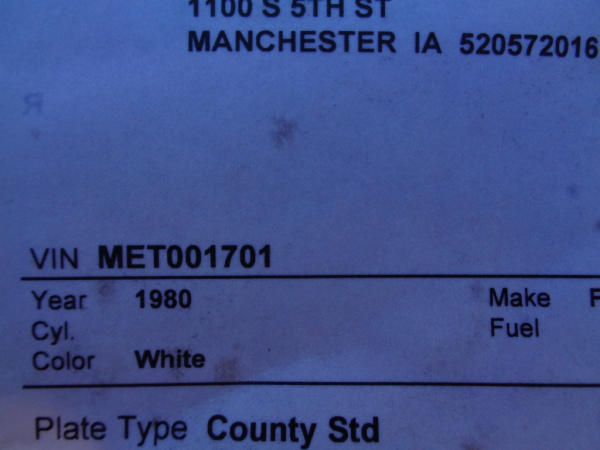 1100 S 5TH ST
MANCHESTER IA 520572016
VIN MET001701
Year 1980 Make F
Cyl. Fuel
Color White
Plate Type County Std